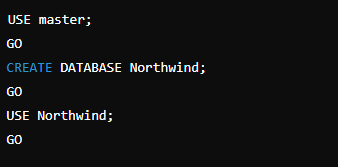 USE master;
GO
CREATE DATABASE Northwind;
GO
USE Northwind;
GO